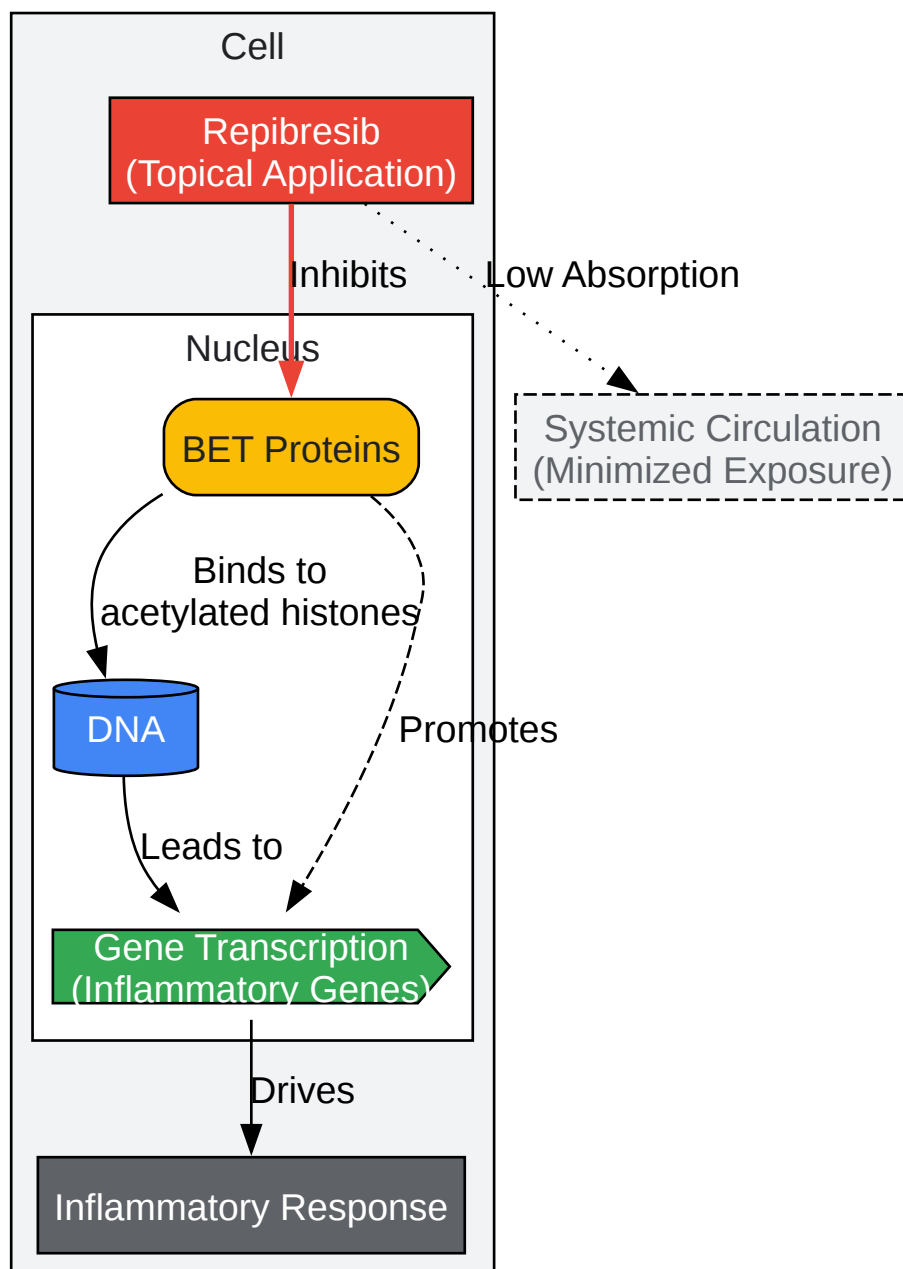 Cell
Repibresib
(Topical Application)
Inhibits
Low Absorption
Nucleus
BET Proteins
Systemic Circulation
(Minimized Exposure)
Binds to
acetylated histones
DNA
Promotes
Leads to
Gene Transcription
(Inflammatory Genes)
Drives
Inflammatory Response